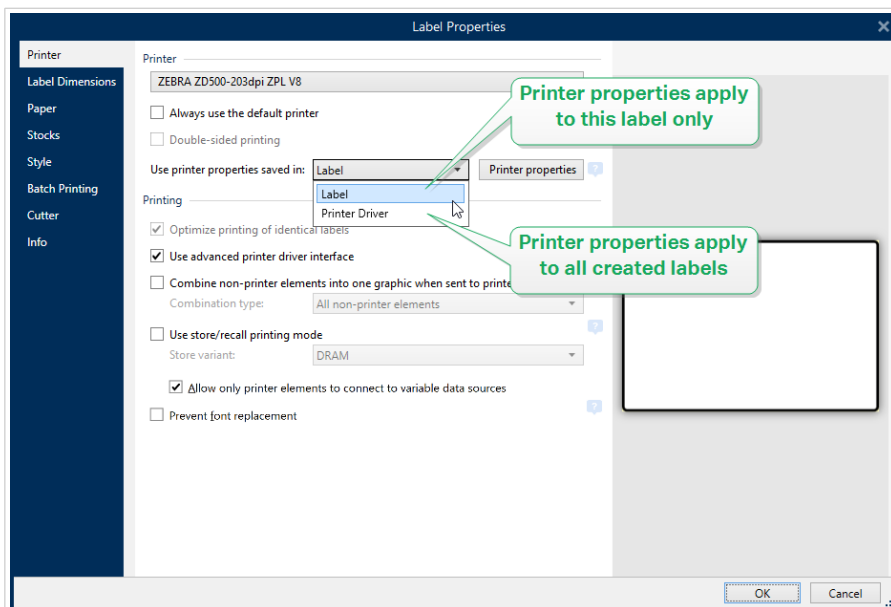 Label Properties
Printer
Label Dimensions
Paper
Stocks
Style
Batch Printing
Cutter
Info
Printer
ZEBRA ZD500-203dpi ZPL V8
Always use the default printer
Double-sided printing
Use printer properties saved in:
Label
Printer properties
?
Label
Printer Driver
Printer properties apply
to this label only
Printing
Optimize printing of identical labels
Use advanced printer driver interface
Printer properties apply
to all created labels
Combine non-printer elements into one graphic when sent to printe
Combination type:
All non-printer elements
Use store/recall printing mode
?
Store variant:
DRAM
Allow only printer elements to connect to variable data sources
Prevent font replacement
?
OK
Cancel